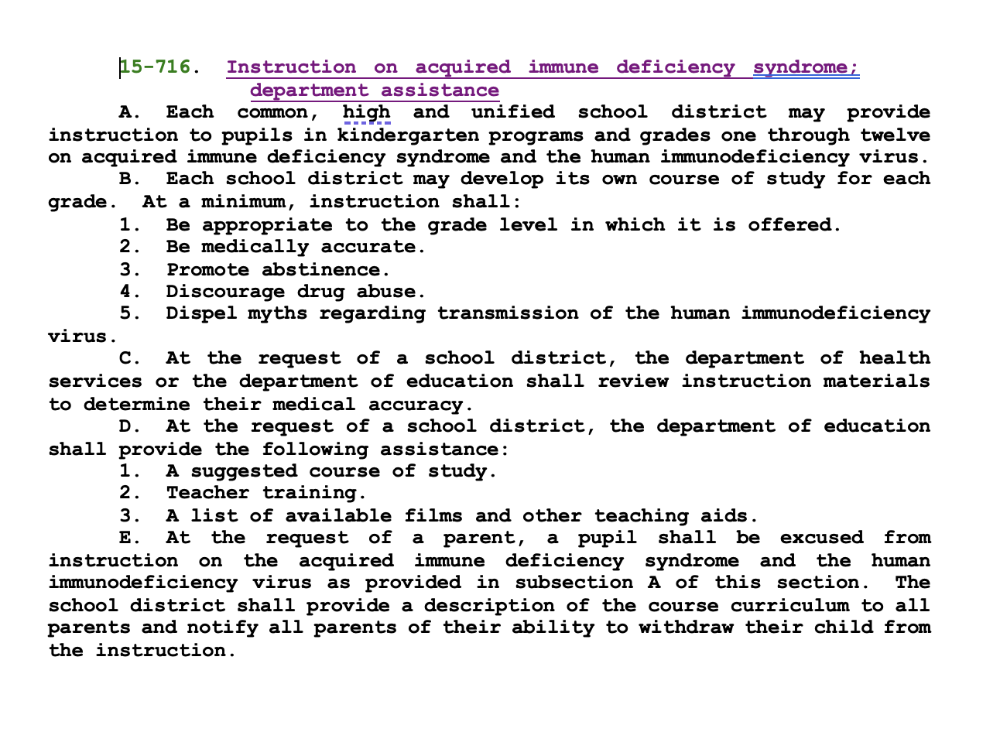 15-716. Instruction on acquired immune deficiency syndrome;
department assistance
A. Each common, high and unified school district may provide
instruction to pupils in kindergarten programs and grades one through twelve
on acquired immune deficiency syndrome and the human immunodeficiency virus.
B. Each school district may develop its own course of study for each
grade. At a minimum, instruction shall:
1. Be appropriate to the grade level in which it is offered.
2. Be medically accurate.
3. Promote abstinence.
4. Discourage drug abuse.
5. Dispel myths regarding transmission of the human immunodeficiency
virus.
C. At the request of a school district, the department of health
services or the department of education shall review instruction materials
to determine their medical accuracy.
D. At the request of a school district, the department of education
shall provide the following assistance:
1. A suggested course of study.
2. Teacher training.
3. A list of available films and other teaching aids.
E. At the request of a parent, a pupil shall be excused from
instruction on the acquired immune deficiency syndrome and the human
immunodeficiency virus as provided in subsection A of this section. The
school district shall provide a description of the course curriculum to all
parents and notify all parents of their ability to withdraw their child from
the instruction.